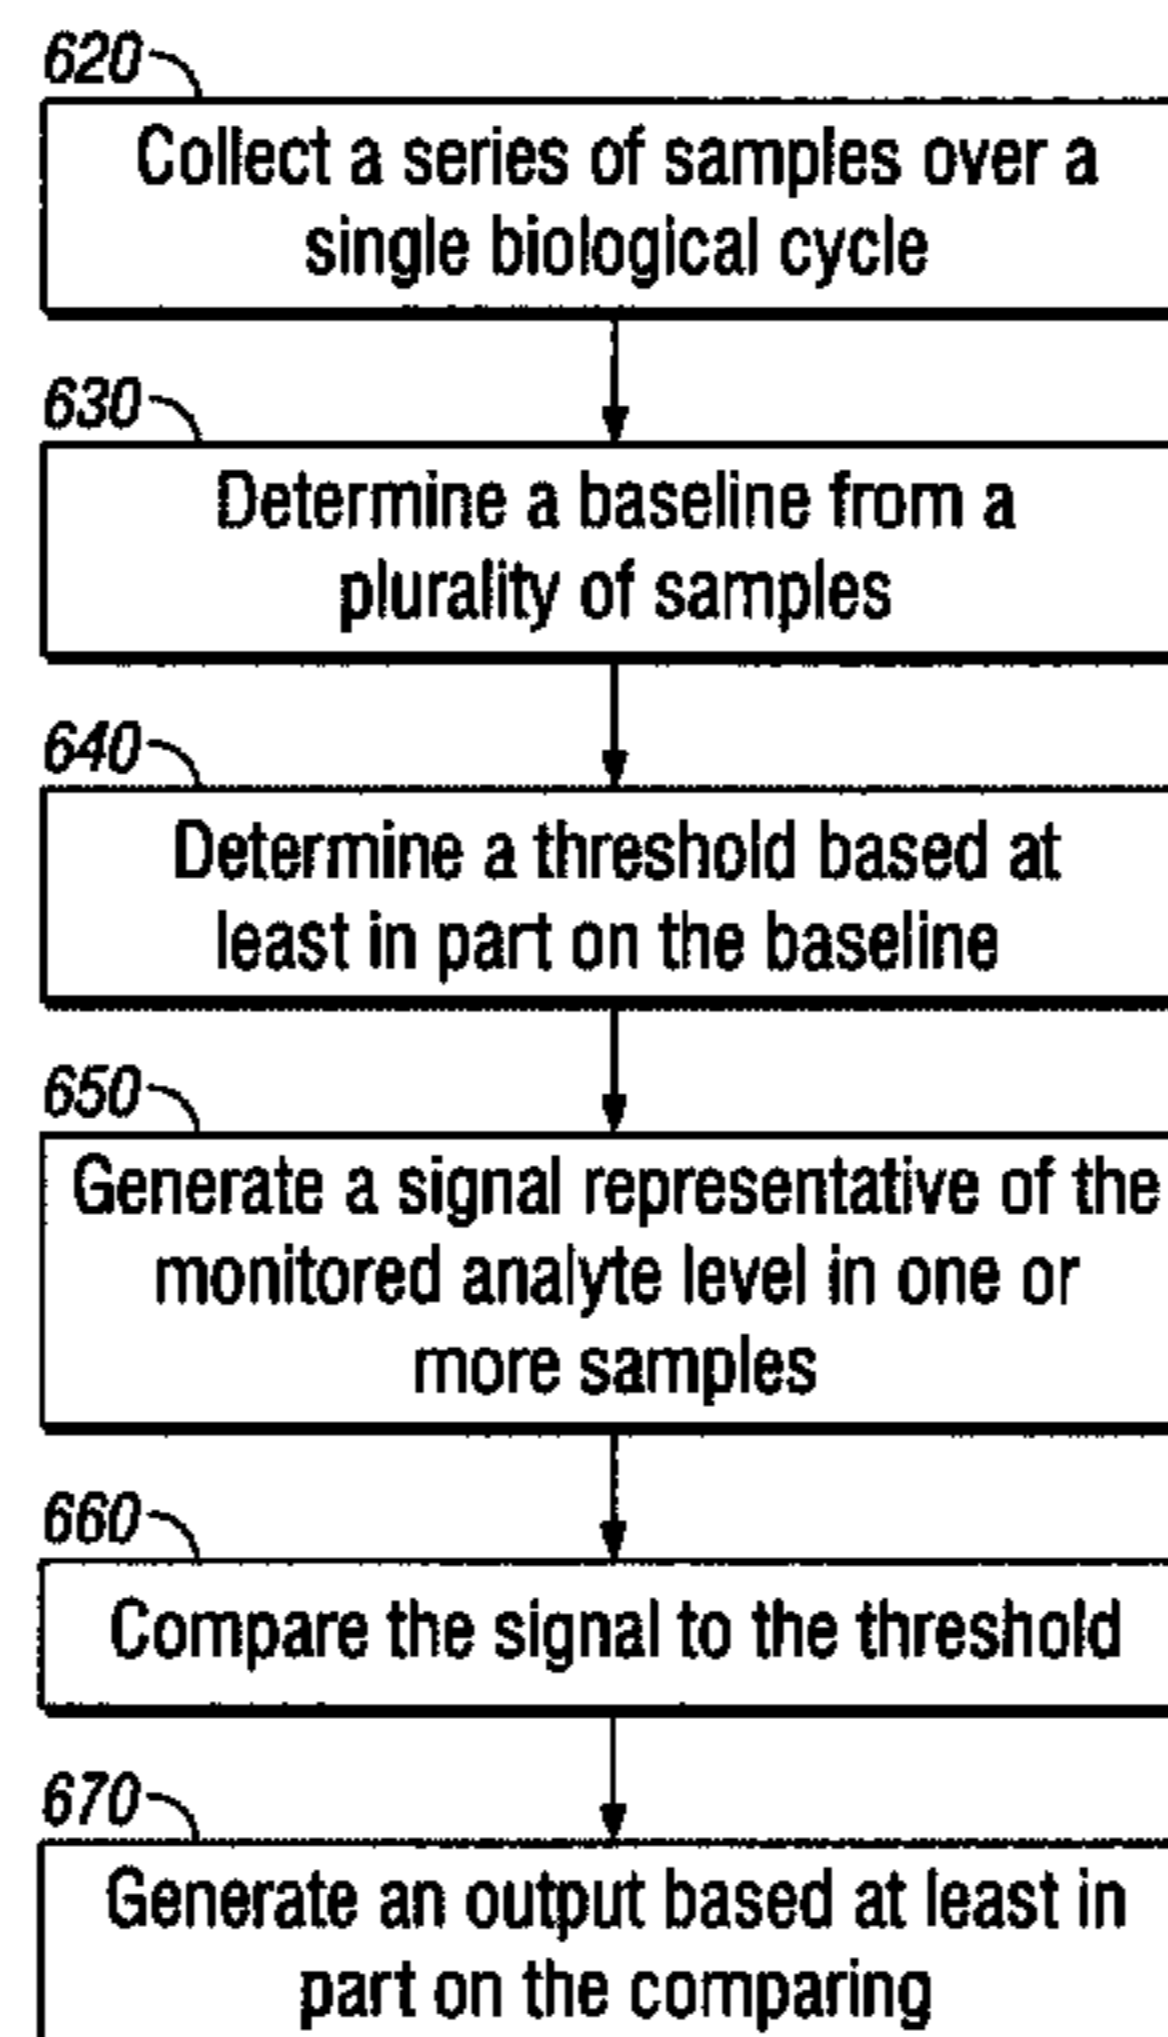 620
Collect a series of samples over a
single biological cycle
630
Determine a baseline from a
plurality of samples
640
Determine a threshold based at
least in part on the baseline
650
Generate a signal representative of the
monitored analyte level in one or
more samples
660
Compare the signal to the threshold
670
Generate an output based at least in
part on the comparing